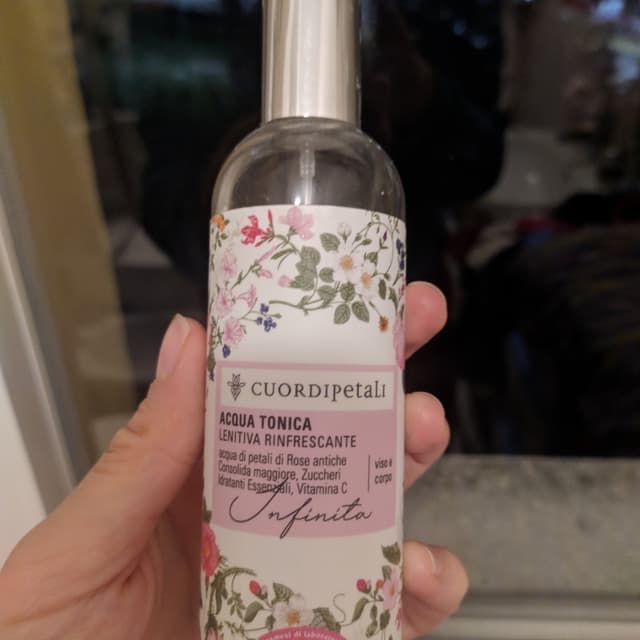 CUORDIPETALI
ACQUA TONICA
LENITIVA RINFRESCANTE
acqua di petali di Rose antiche
Consolida maggiore, Zuccheri
Idratanti Essenziali, Vitamina C
viso e
corpo
Infinita